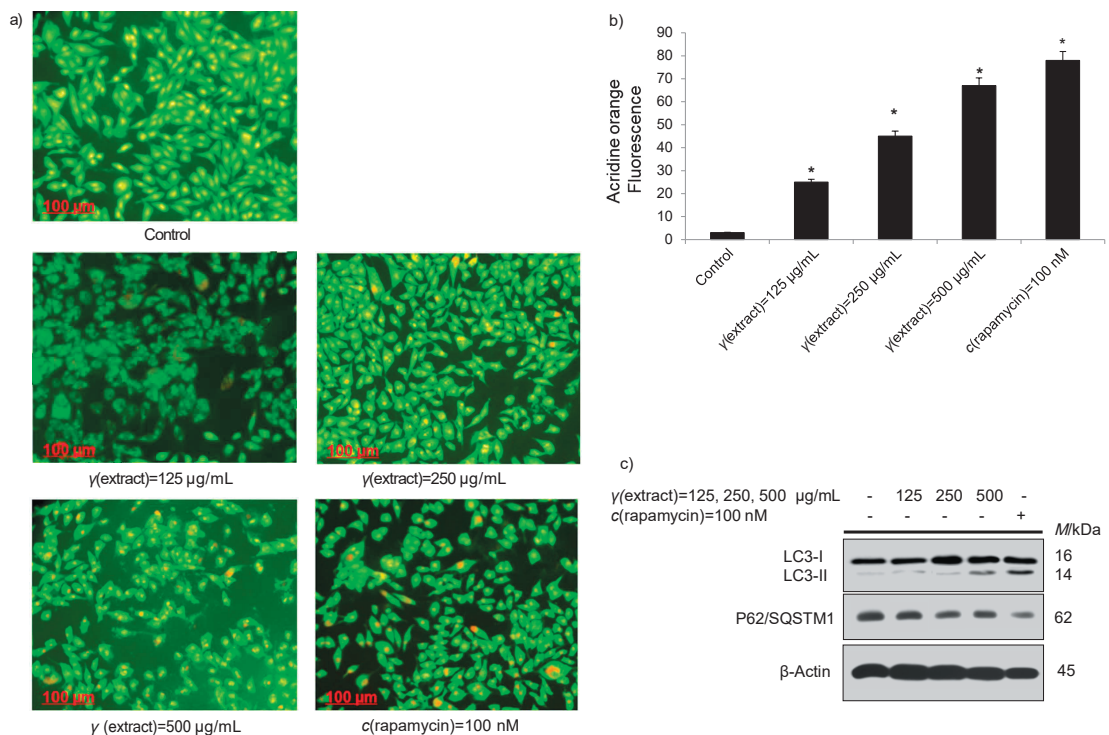 a)
100 µm
Control
100 µm
γ(extract)=125 µg/mL
100 µm
γ(extract)=250 µg/mL
100 µm
γ (extract)=500 µg/mL
100 µm
c(rapamycin)=100 nM
b)
Acridine orange
Fluorescence
90
80
70
60
50
40
30
20
10
0
*
*
*
*
Control
γ(extract)=125 µg/mL
γ(extract)=250 µg/mL
γ(extract)=500 µg/mL
c(rapamycin)=100 nM
c)
γ(extract)=125, 250, 500 µg/mL - 125 250 500 -
c(rapamycin)=100 nM - - - - +
M/kDa
LC3-I 16
LC3-II 14
P62/SQSTM1 62
β-Actin 45